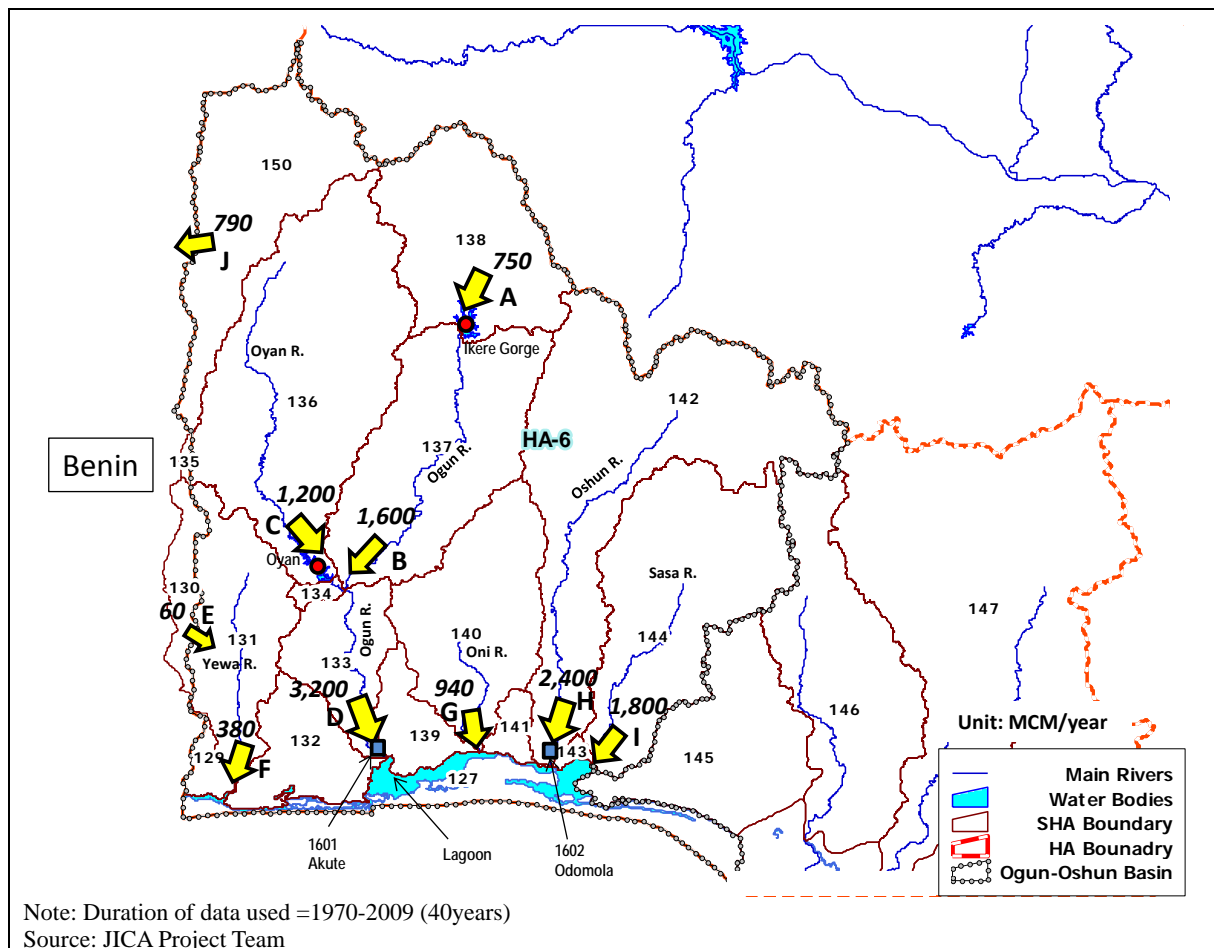 150
790
J
138
750
A
Ikere Gorge
Oyan R.
136
142
137
HA-6
Ogun R.
Oshun R.
Benin
135
1,200
C
1,600
B
Oyan
134
Sasa R.
147
130
60
E
131
Yewa R.
Ogun R.
140
Oni R.
144
133
3,200
D
940
G
2,400
H
1,800
I
146
Unit: MCM/year
380
F
132
139
141
143
145
129
127
1601
Akute
Lagoon
1602
Odomola
Main Rivers
Water Bodies
SHA Boundary
HA Bounadry
Ogun-Oshun Basin
Note: Duration of data used =1970-2009 (40years)
Source: JICA Project Team